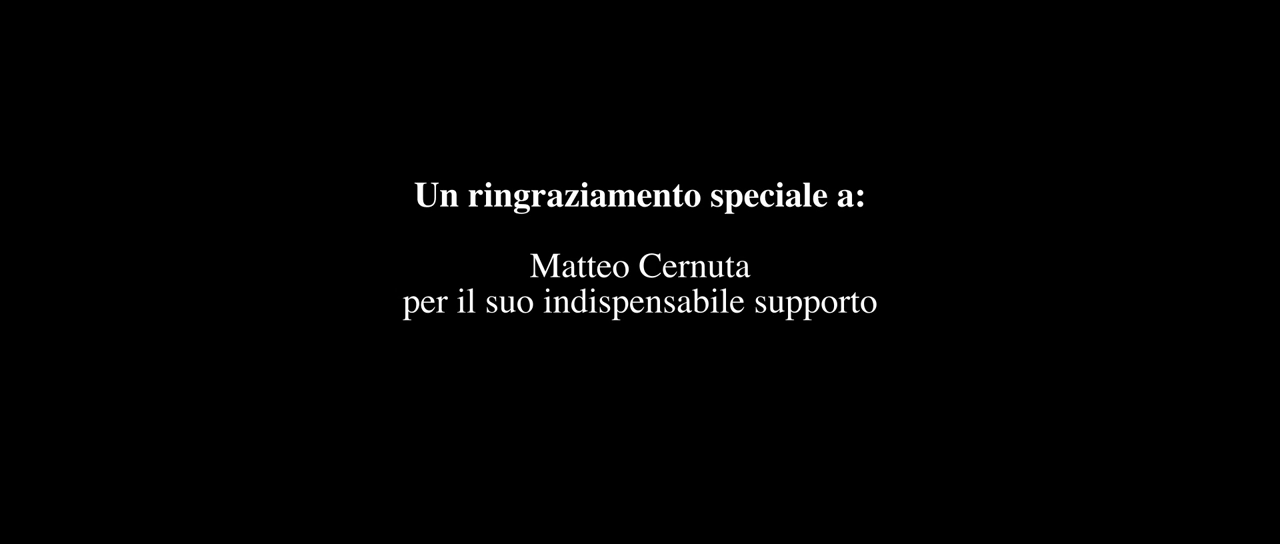 Un ringraziamento speciale a:
Matteo Cernuta
per il suo indispensabile supporto